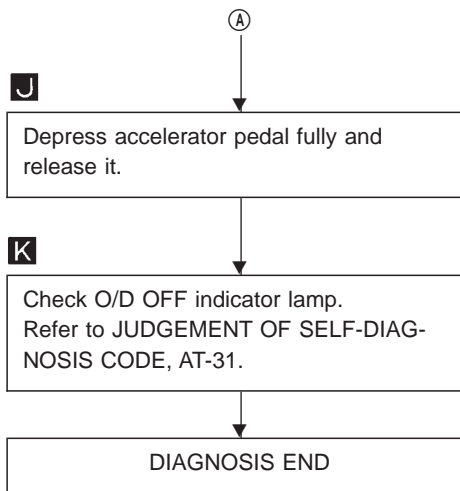 A
J
Depress accelerator pedal fully and
release it.
K
Check O/D OFF indicator lamp.
Refer to JUDGEMENT OF SELF-DIAG-
NOSIS CODE, AT-31.
DIAGNOSIS END